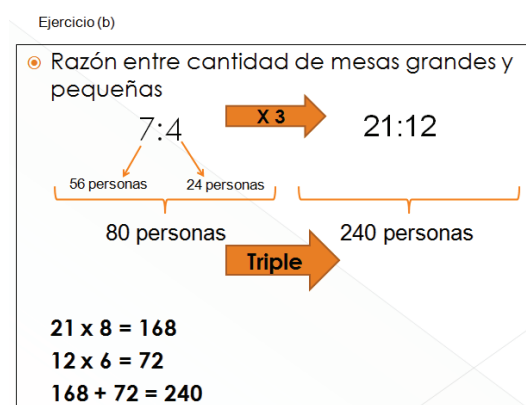 Ejercicio (b)
Razón entre cantidad de mesas grandes y
pequeñas
7:4
X 3
21:12
56 personas
24 personas
80 personas
240 personas
Triple
21 x 8 = 168
12 x 6 = 72
168 + 72 = 240